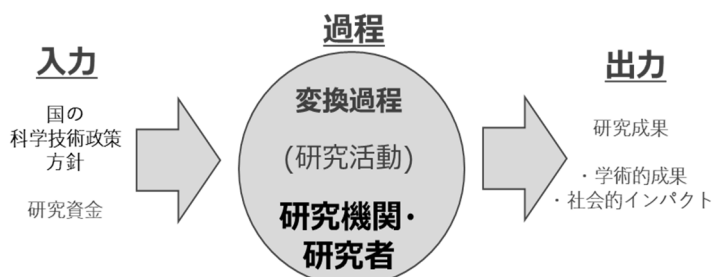 過程
入力
国の
科学技術政策
方針
研究資金
変換過程
(研究活動)
研究機関・
研究者
出力
研究成果
・学術的成果
・社会的インパクト